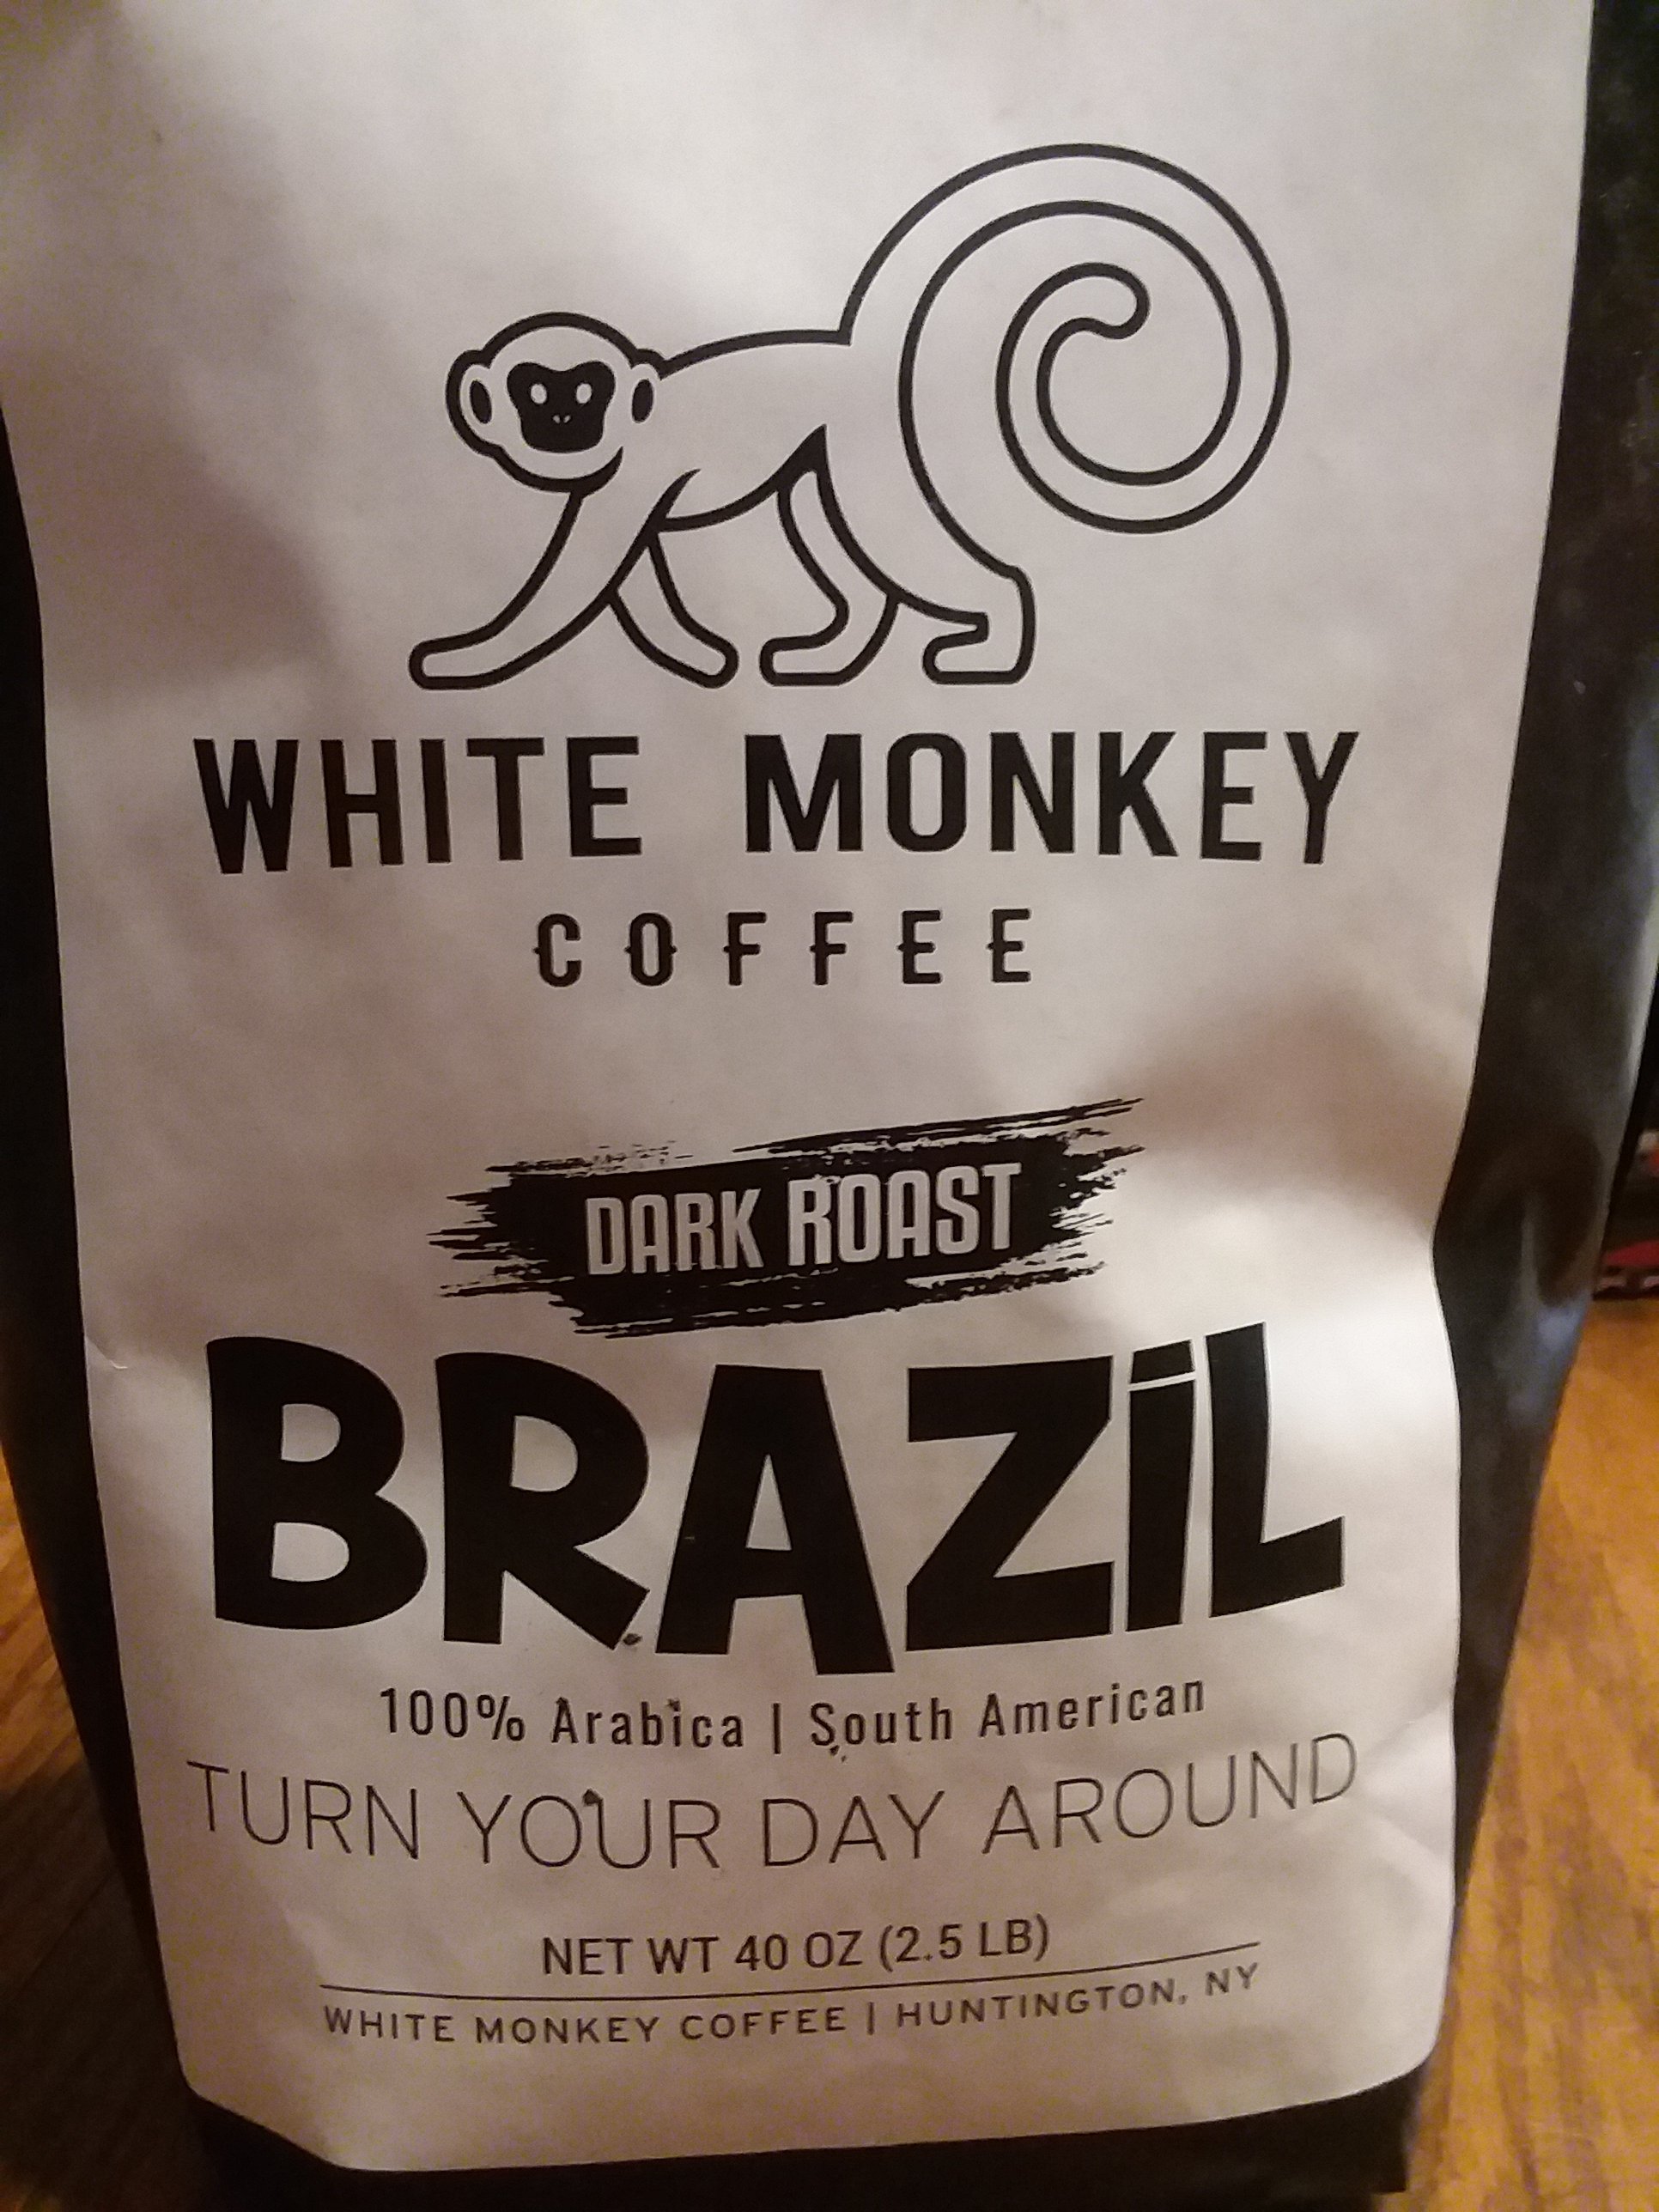 WHITE MONKEY
COFFEE
DARK ROAST
BRAZiL
100% Arabica | South American
TURN YOUR DAY AROUND
NET WT 40 OZ (2.5 LB)
WHITE MONKEY COFFEE | HUNTINGTON, NY